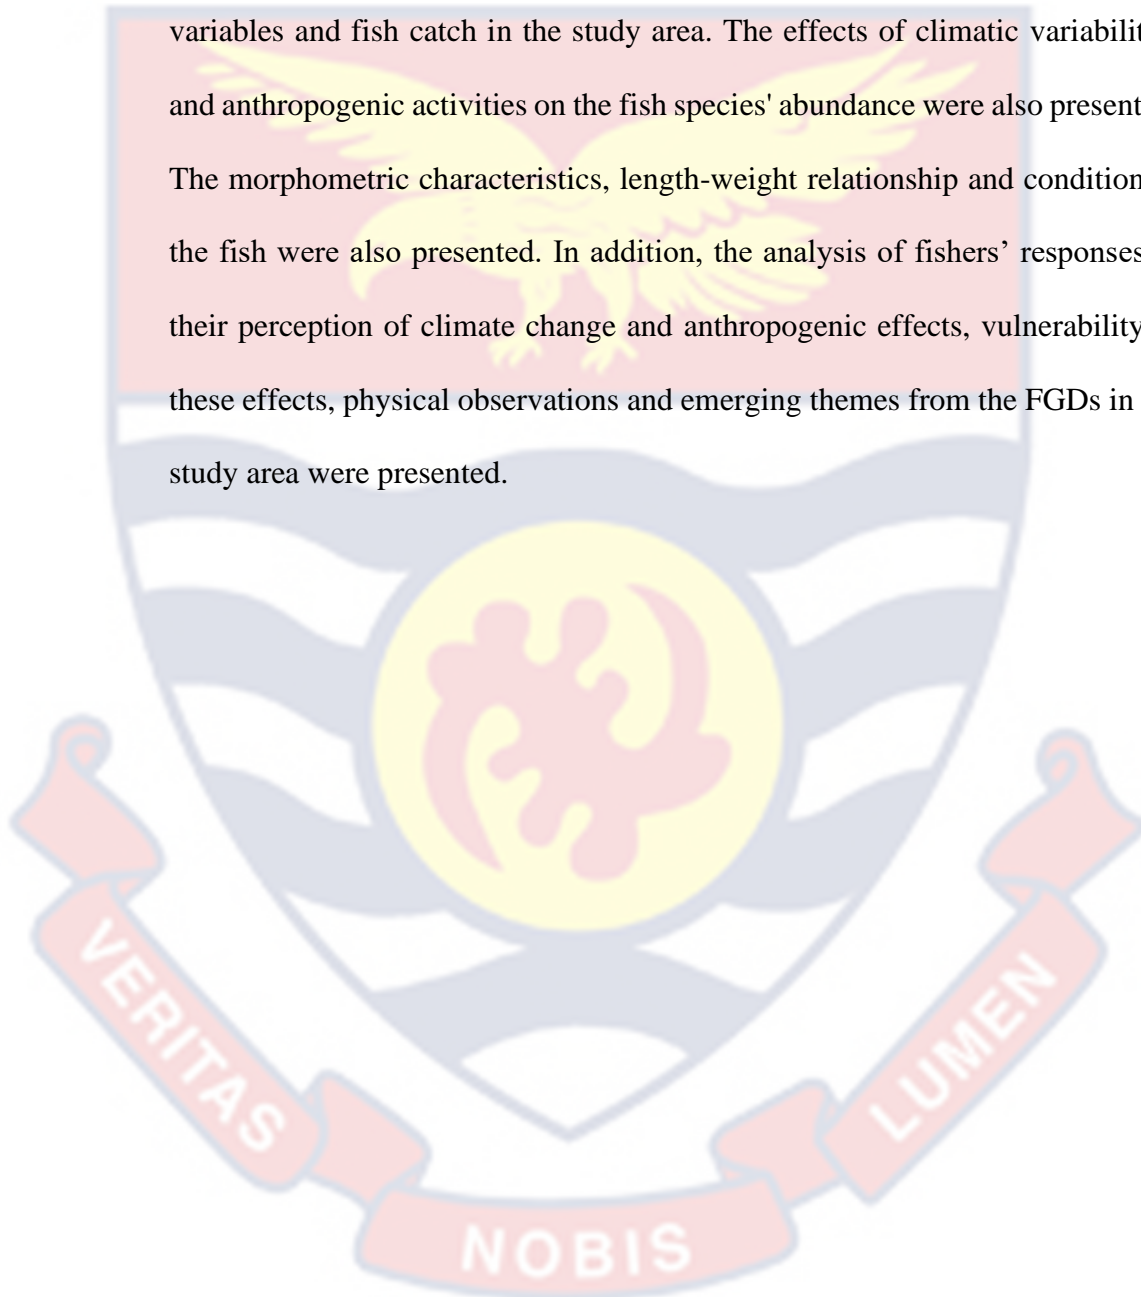 variables and fish catch in the study area. The effects of climatic variabilit
and anthropogenic activities on the fish species' abundance were also present
The morphometric characteristics, length-weight relationship and condition
the fish were also presented. In addition, the analysis of fishers’ responses
their perception of climate change and anthropogenic effects, vulnerability
these effects, physical observations and emerging themes from the FGDs in
study area were presented.
VERITAS
NOBIS
LUMEN